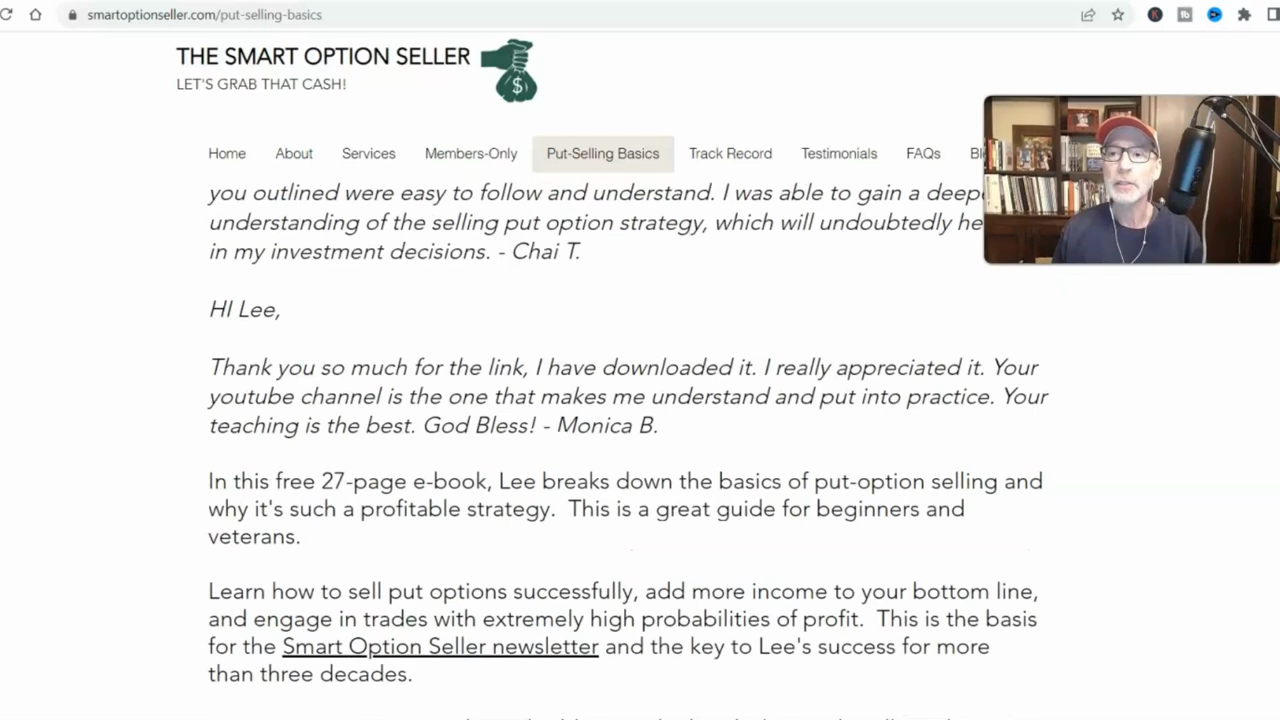 smartoptionseller.com/put-selling-basics
THE SMART OPTION SELLER
LET'S GRAB THAT CASH!
$
Home About Services Members-Only Put-Selling Basics Track Record Testimonials FAQs
you outlined were easy to follow and understand. I was able to gain a
understanding of the selling put option strategy, which will undoubtedly
in my investment decisions. - Chai T.
HI Lee,
Thank you so much for the link, I have downloaded it. I really appreciated it. Your
youtube channel is the one that makes me understand and put into practice. Your
teaching is the best. God Bless! - Monica B.
In this free 27-page e-book, Lee breaks down the basics of put-option selling and
why it's such a profitable strategy. This is a great guide for beginners and
veterans.
Learn how to sell put options successfully, add more income to your bottom line,
and engage in trades with extremely high probabilities of profit. This is the basis
for the Smart Option Seller newsletter and the key to Lee's success for more
than three decades.